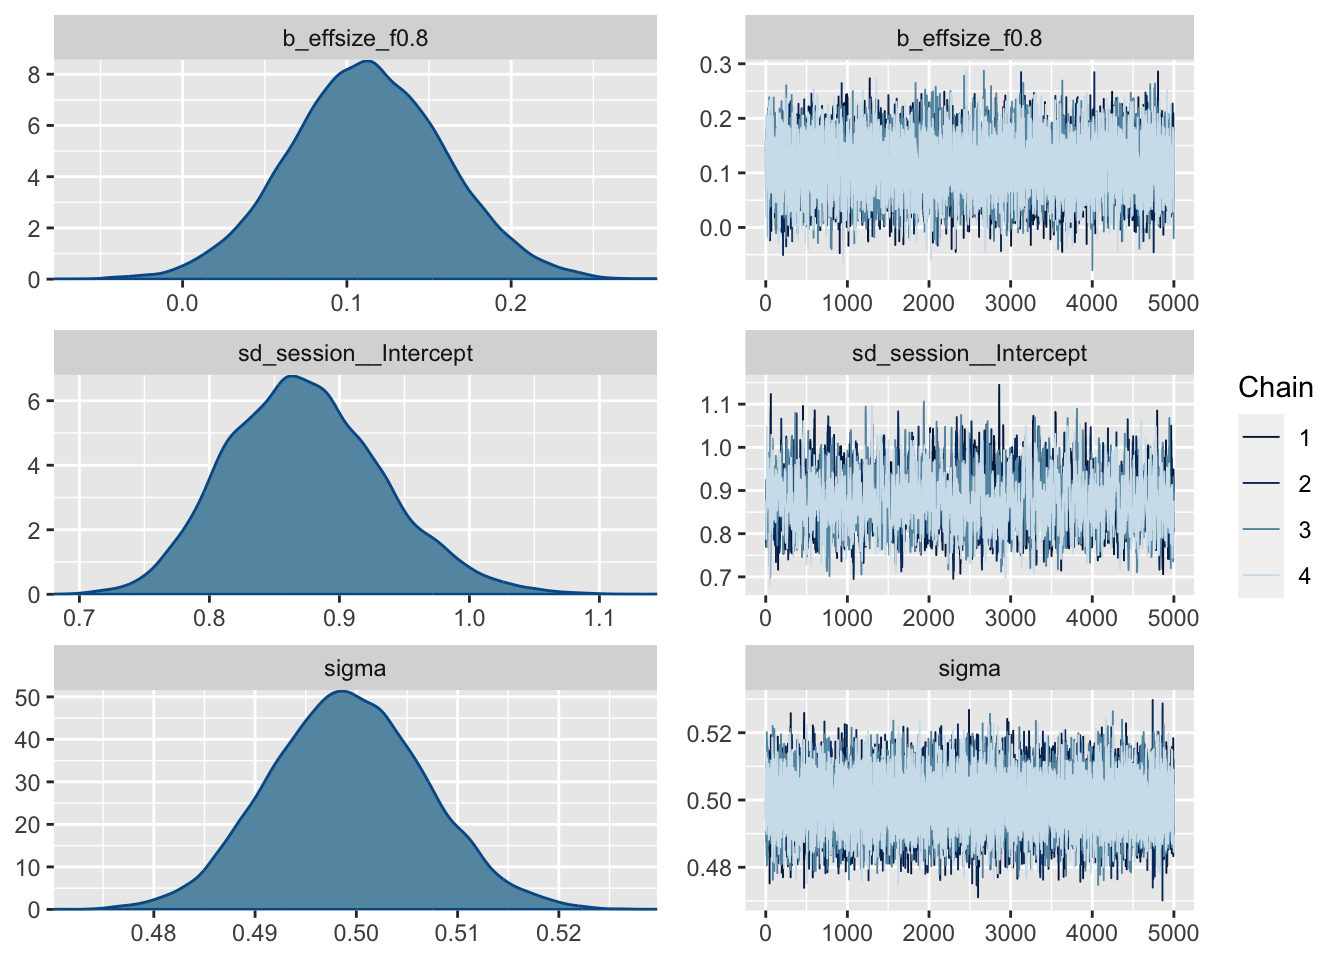 b_effsize_f0.8
8
6
4
2
0
0.0 0.1 0.2
b_effsize_f0.8
0.3
0.2
0.1
0.0
0 1000 2000 3000 4000 5000
sd_session__Intercept
6
4
2
0
0.7 0.8 0.9 1.0 1.1
sd_session__Intercept
1.1
1.0
0.9
0.8
0.7
0 1000 2000 3000 4000 5000
sigma
50
40
30
20
10
0
0.48 0.49 0.50 0.51 0.52
sigma
0.52
0.50
0.48
0 1000 2000 3000 4000 5000
Chain
1
2
3
4